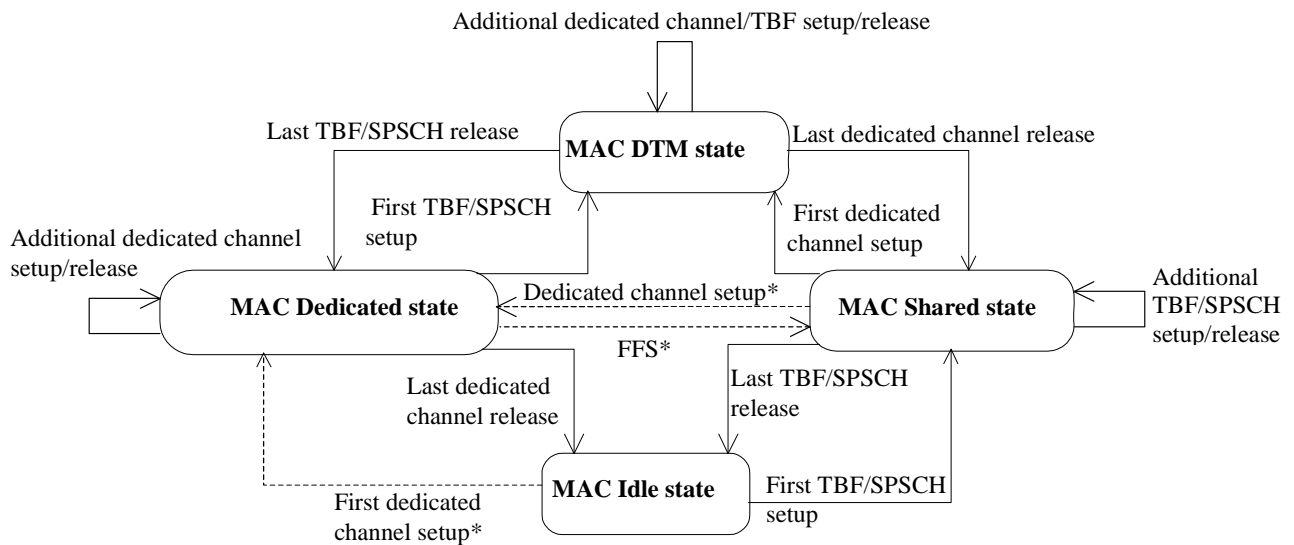 Additional dedicated channel/TBF setup/release
Last TBF/SPSCH release
MAC DTM state
Last dedicated channel release
First TBF/SPSCH
setup
First dedicated
channel setup
Additional dedicated channel
setup/release
MAC Dedicated state
Dedicated channel setup*
FFS*
MAC Shared state
Additional
TBF/SPSCH
setup/release
Last dedicated
channel release
Last TBF/SPSCH
release
First dedicated
channel setup*
MAC Idle state
First TBF/SPSCH
setup